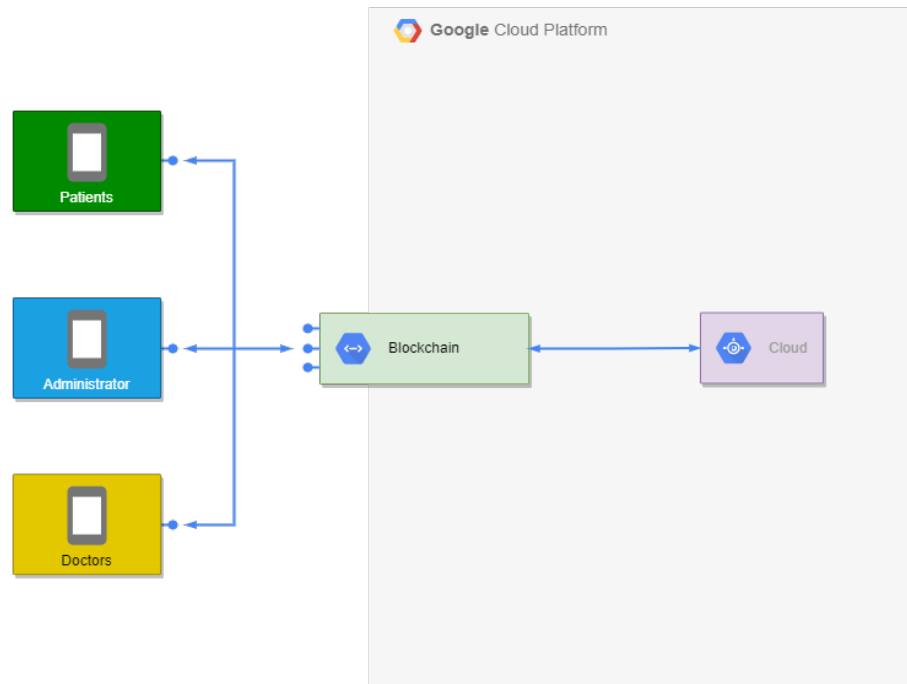 Google Cloud Platform
Patients
Administrator
Blockchain
Cloud
Doctors